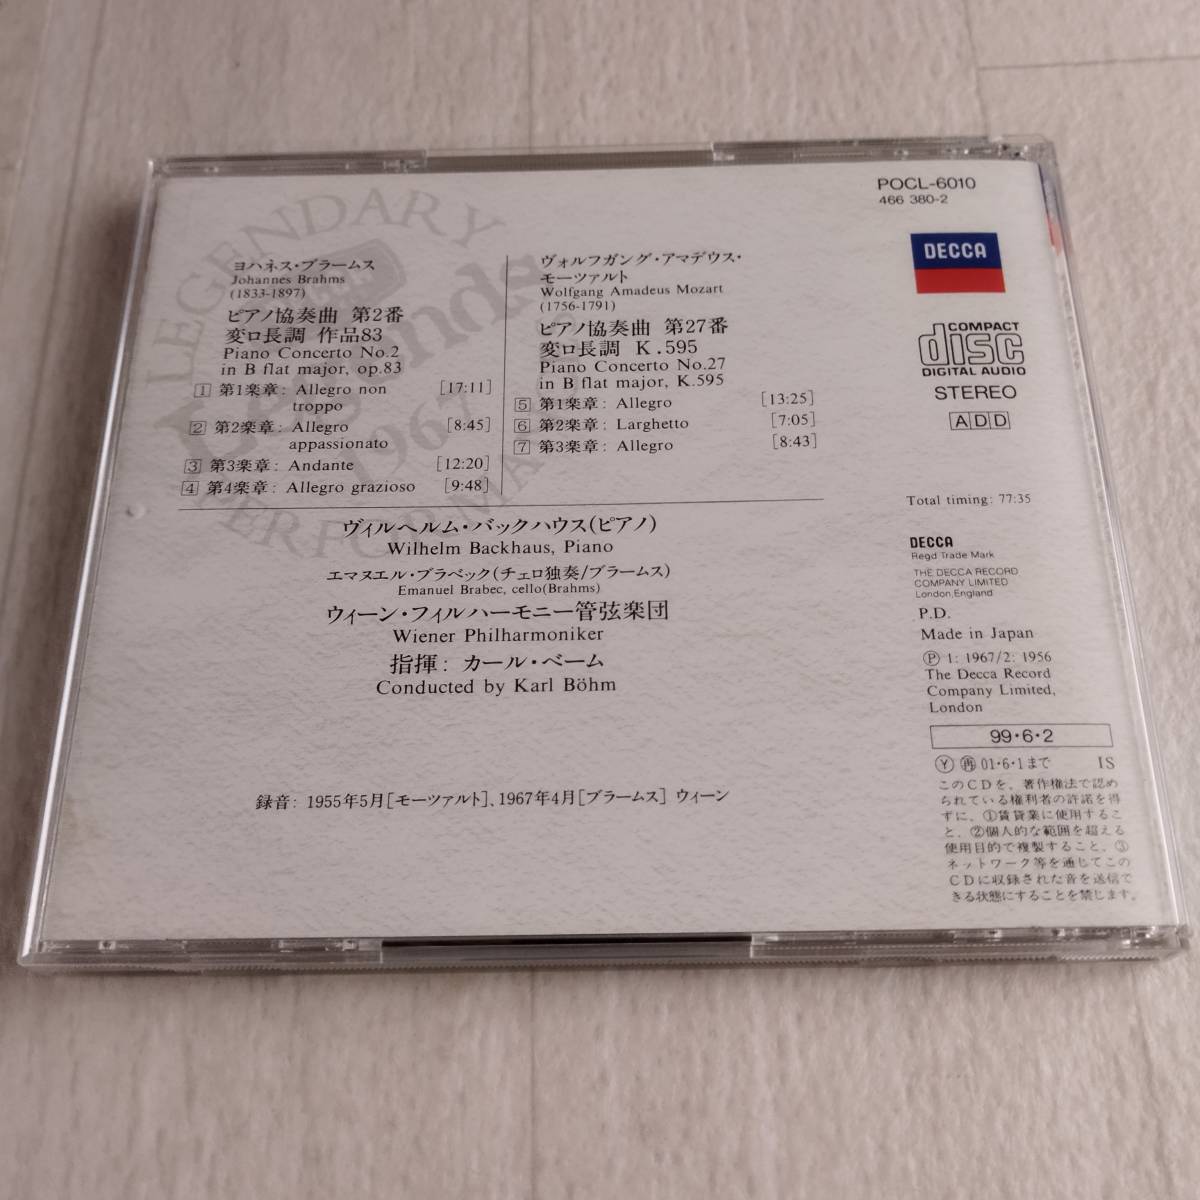 LEGENDARY
PERFORMA
1967
ヨハネス・ブラームス
Johannes Brahms
(1833-1897)
ピアノ協奏曲 第2番
変ロ長調 作品83
Piano Concerto No.2
in B flat major, op.83
1 第1楽章: Allegro non [17:11]
troppo
2 第2楽章: Allegro [8:45]
appassionato
3 第3楽章: Andante [12:20]
4 第4楽章: Allegro grazioso [9:48]
ヴォルフガング・アマデウス・
モーツァルト
Wolfgang Amadeus Mozart
(1756-1791)
ピアノ協奏曲 第27番
変ロ長調 K.595
Piano Concerto No.27
in B flat major, K.595
5 第1楽章: Allegro [13:25]
6 第2楽章: Larghetto [7:05]
7 第3楽章: Allegro [8:43]
ヴィルヘルム・バックハウス(ピアノ)
Wilhelm Backhaus, Piano
エマヌエル・ブラベック(チェロ独奏/ブラームス)
Emanuel Brabec, cello(Brahms)
ウィーン・フィルハーモニー管弦楽団
Wiener Philharmoniker
指揮: カール・ベーム
Conducted by Karl Böhm
録音: 1955年5月[モーツァルト]、1967年4月[ブラームス] ウィーン
POCL-6010
466 380-2
DECCA
COMPACT
disc
DIGITAL AUDIO
STEREO
ADD
Total timing: 77:35
DECCA
Regd Trade Mark
THE DECCA RECORD
COMPANY LIMITED
London,England
P.D.
Made in Japan
Ⓟ 1: 1967/2: 1956
The Decca Record
Company Limited,
London
99・6・2
Ⓨ 再 01・6・1まで IS
このCDを、著作権法で認め
られている権利者の許諾を得
ずに、①賃貸業に使用するこ
と、②個人的な範囲を超える
使用目的で複製すること、③
ネットワーク等を通じてこの
CDに収録された音を送信で
きる状態にすることを禁じます。